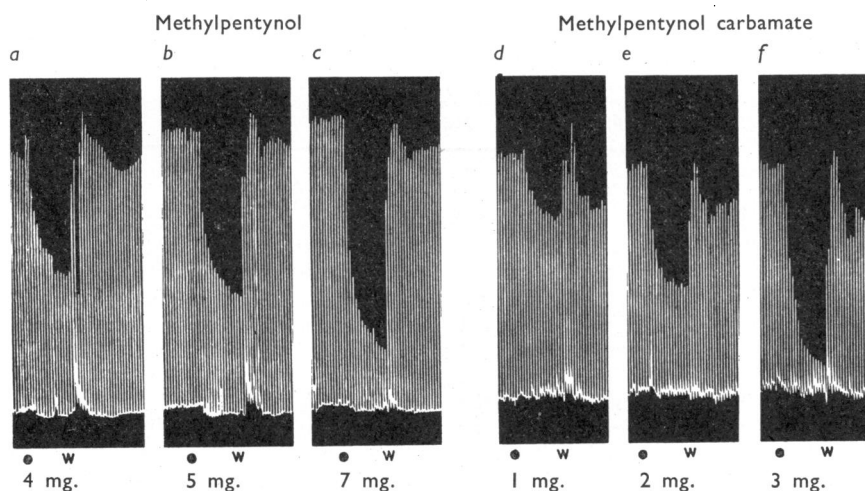 Methylpentynol Methylpentynol carbamate
a b c d e f
● W ● W ● W ● W ● W ● W
4 mg. 5 mg. 7 mg. 1 mg. 2 mg. 3 mg.